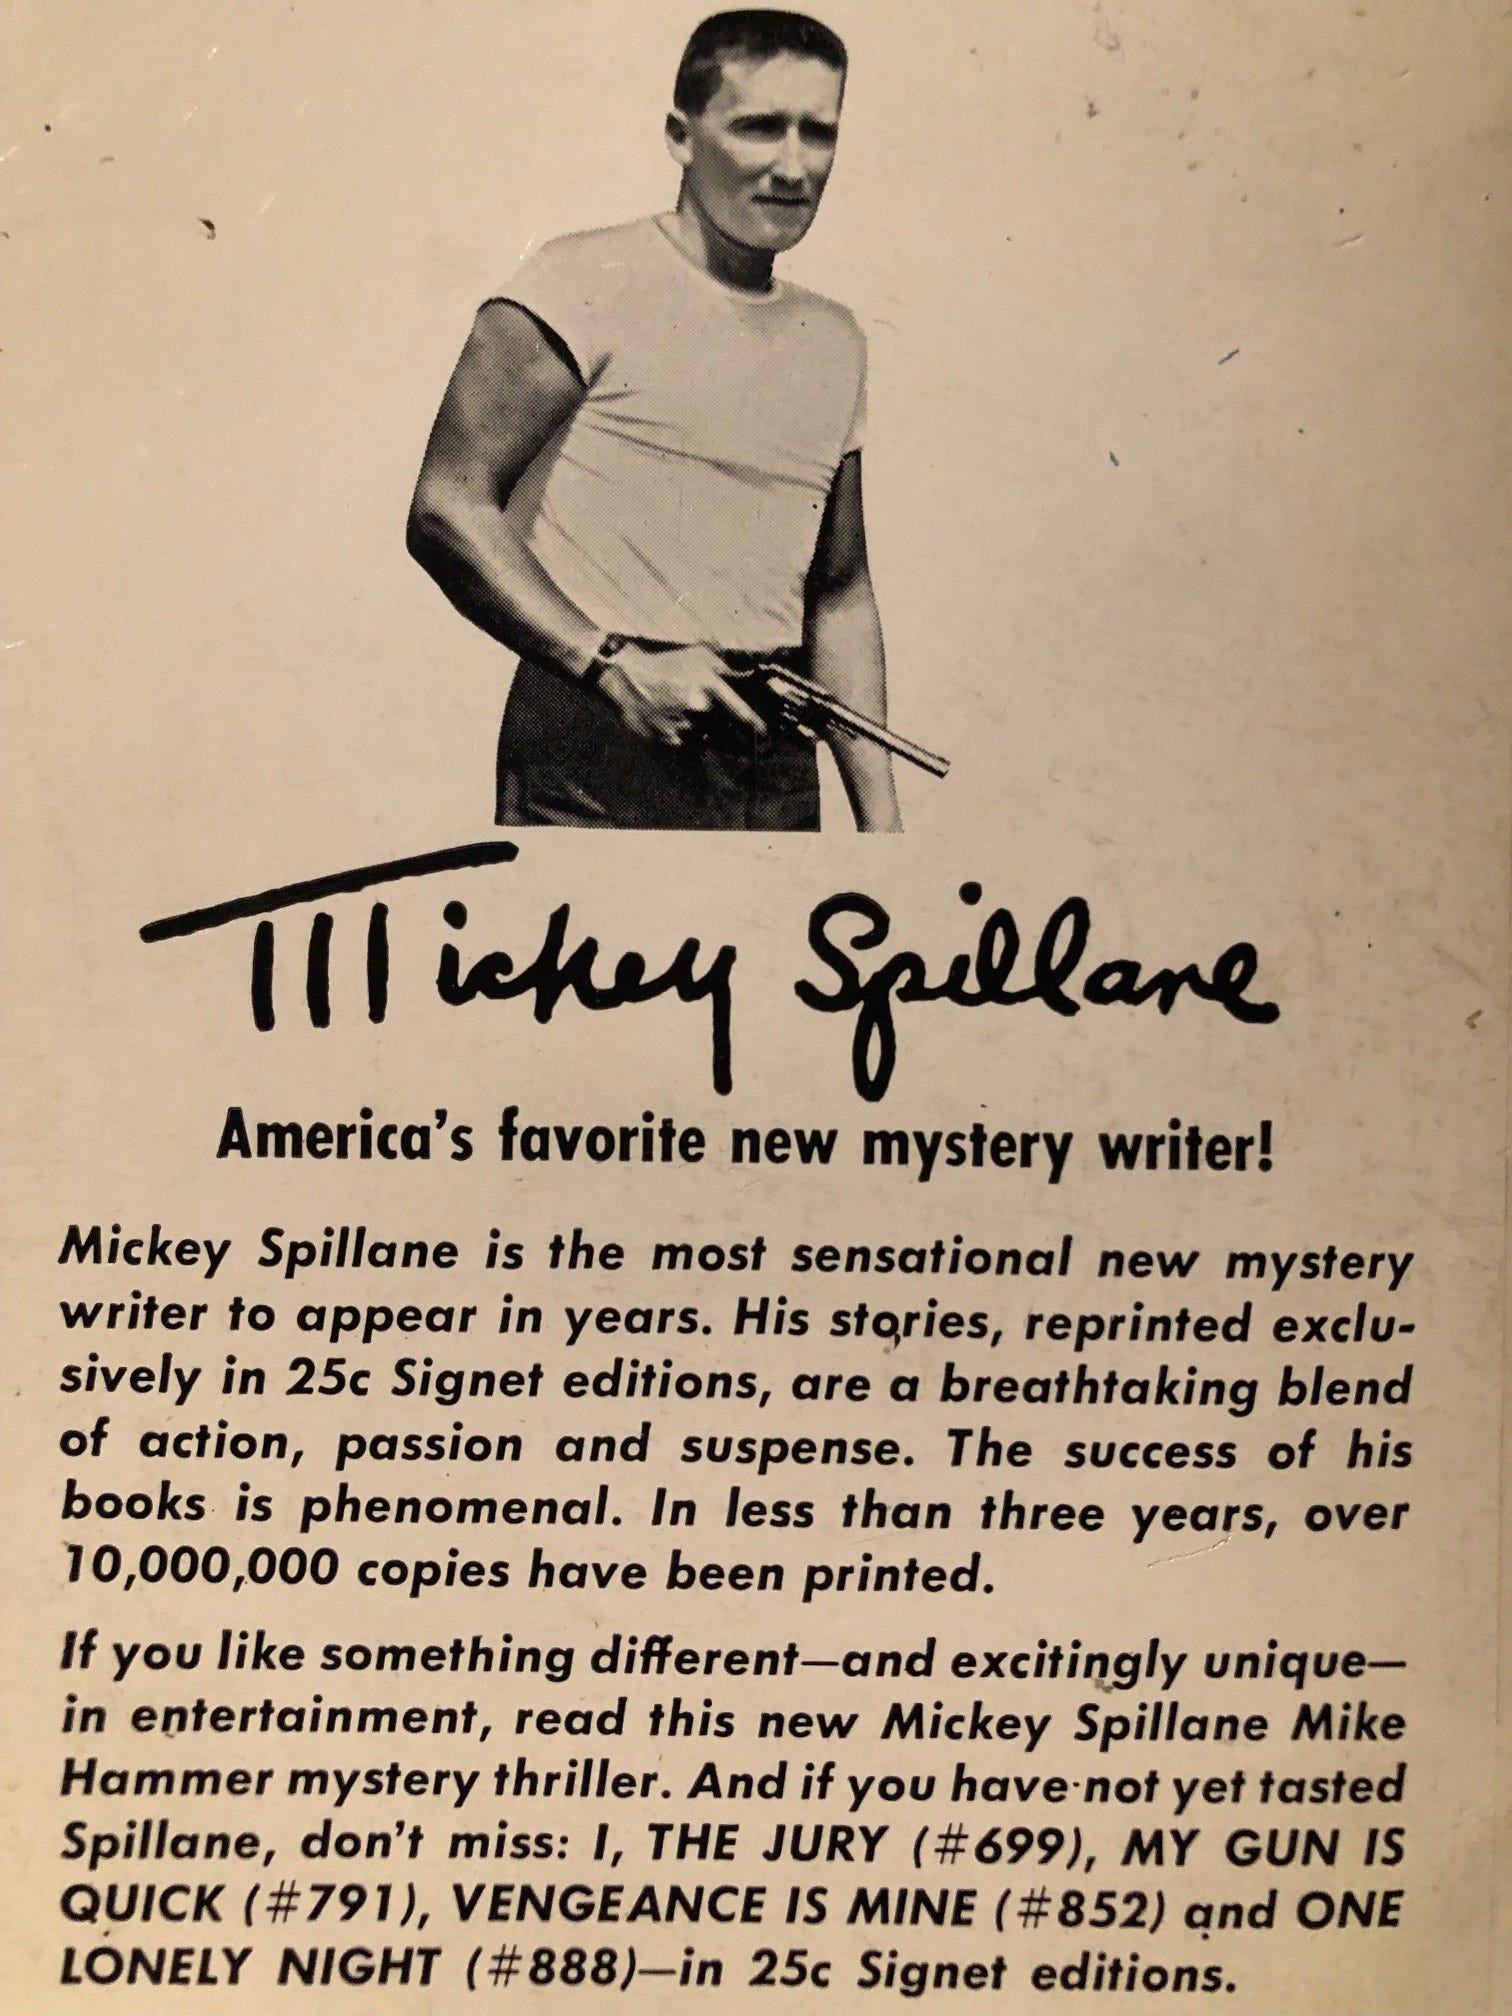 Mickey Spillane
America's favorite new mystery writer!
Mickey Spillane is the most sensational new mystery
writer to appear in years. His stories, reprinted exclu-
sively in 25c Signet editions, are a breathtaking blend
of action, passion and suspense. The success of his
books is phenomenal. In less than three years, over
10,000,000 copies have been printed.
If you like something different—and excitingly unique—
in entertainment, read this new Mickey Spillane Mike
Hammer mystery thriller. And if you have not yet tasted
Spillane, don't miss: I, THE JURY (#699), MY GUN IS
QUICK (#791), VENGEANCE IS MINE (#852) and ONE
LONELY NIGHT (#888)—in 25c Signet editions.